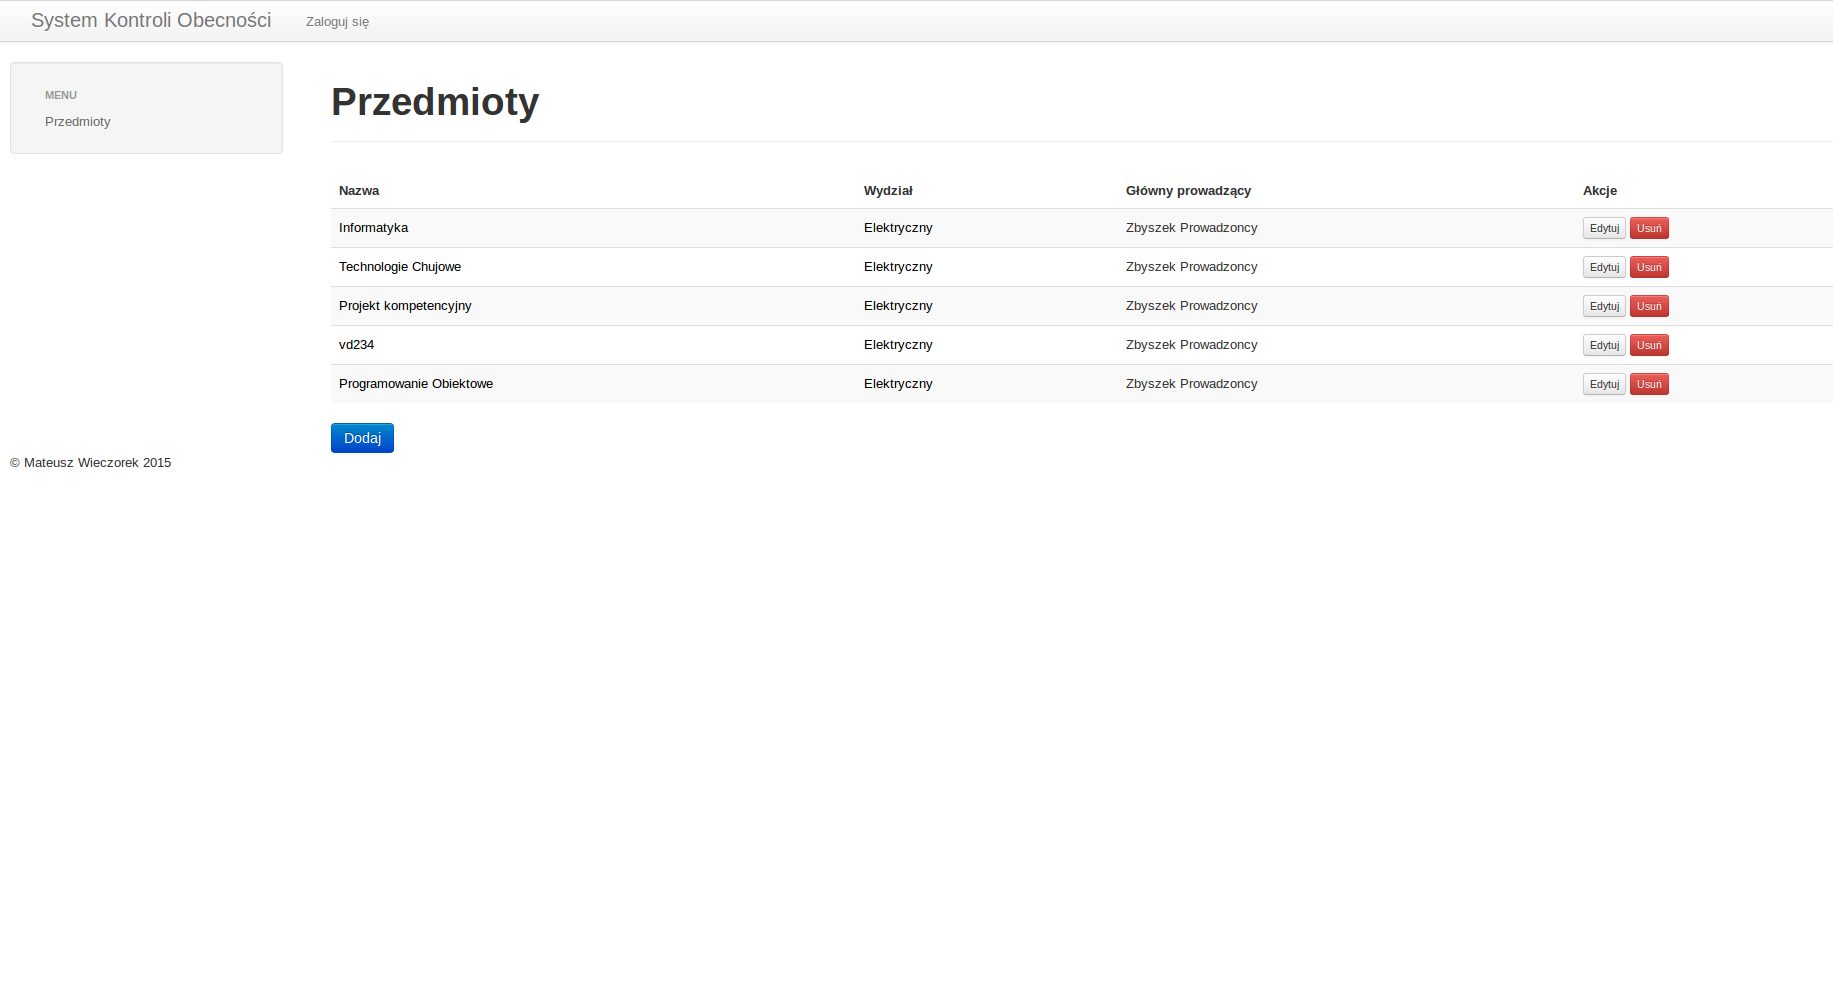 System Kontroli Obecności Zaloguj się
MENU
Przedmioty
Przedmioty
Nazwa Wydział Główny prowadzący Akcje
Informatyka Elektryczny Zbyszek Prowadzoncy Edytuj Usuń
Technologie Chujowe Elektryczny Zbyszek Prowadzoncy Edytuj Usuń
Projekt kompetencyjny Elektryczny Zbyszek Prowadzoncy Edytuj Usuń
vd234 Elektryczny Zbyszek Prowadzoncy Edytuj Usuń
Programowanie Obiektowe Elektryczny Zbyszek Prowadzoncy Edytuj Usuń
Dodaj
© Mateusz Wieczorek 2015